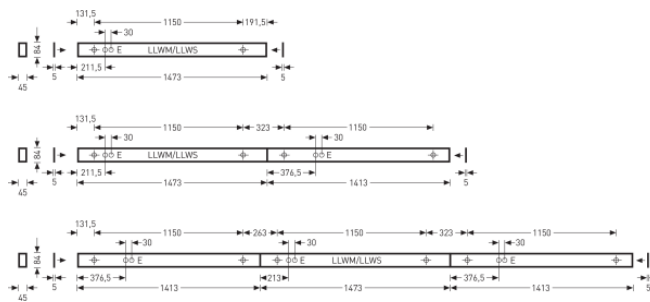 131,5 1150 191,5
30
84 E LLWM/LLWS
211,5
45 5 1473 5
131,5 1150 323 1150
30 30
84 E LLWM/LLWS E
211,5 376,5
45 5 1473 1413 5
131,5 1150 263 1150 323 1150
30 30 30
84 E E LLWM/LLWS E
376,5 213 376,5
45 5 1413 1473 1413 5